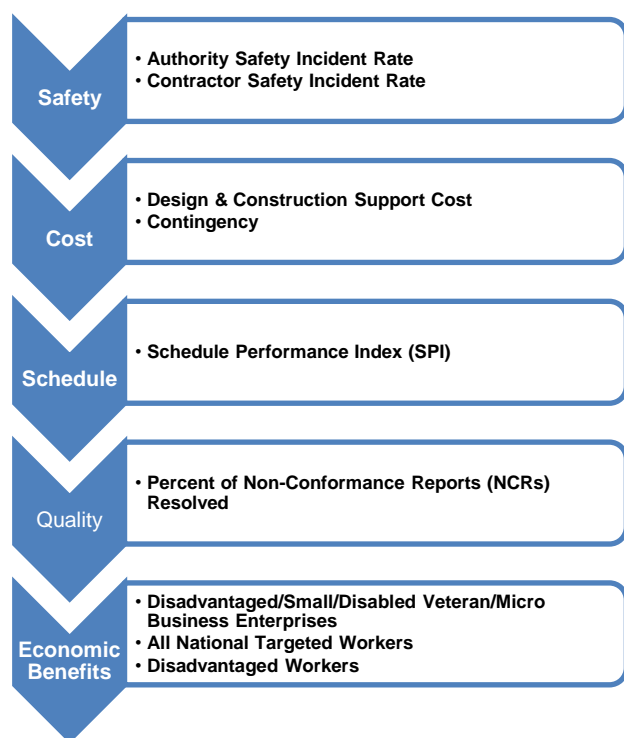 Safety
• Authority Safety Incident Rate
• Contractor Safety Incident Rate
Cost
• Design & Construction Support Cost
• Contingency
Schedule
• Schedule Performance Index (SPI)
Quality
• Percent of Non-Conformance Reports (NCRs)
Resolved
Economic
Benefits
• Disadvantaged/Small/Disabled Veteran/Micro
Business Enterprises
• All National Targeted Workers
• Disadvantaged Workers